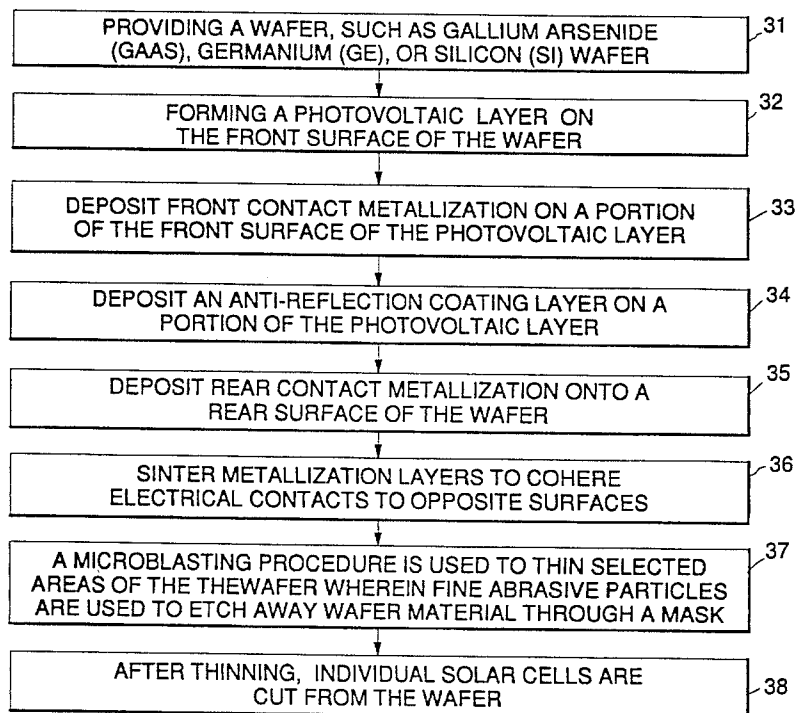 PROVIDING A WAFER, SUCH AS GALLIUM ARSENIDE
(GAAS), GERMANIUM (GE), OR SILICON (SI) WAFER
31
FORMING A PHOTOVOLTAIC LAYER ON
THE FRONT SURFACE OF THE WAFER
32
DEPOSIT FRONT CONTACT METALLIZATION ON A PORTION
OF THE FRONT SURFACE OF THE PHOTOVOLTAIC LAYER
33
DEPOSIT AN ANTI-REFLECTION COATING LAYER ON A
PORTION OF THE PHOTOVOLTAIC LAYER
34
DEPOSIT REAR CONTACT METALLIZATION ONTO A
REAR SURFACE OF THE WAFER
35
SINTER METALLIZATION LAYERS TO COHERE
ELECTRICAL CONTACTS TO OPPOSITE SURFACES
36
A MICROBLASTING PROCEDURE IS USED TO THIN SELECTED
AREAS OF THE THEWAFER WHEREIN FINE ABRASIVE PARTICLES
ARE USED TO ETCH AWAY WAFER MATERIAL THROUGH A MASK
37
AFTER THINNING, INDIVIDUAL SOLAR CELLS ARE
CUT FROM THE WAFER
38